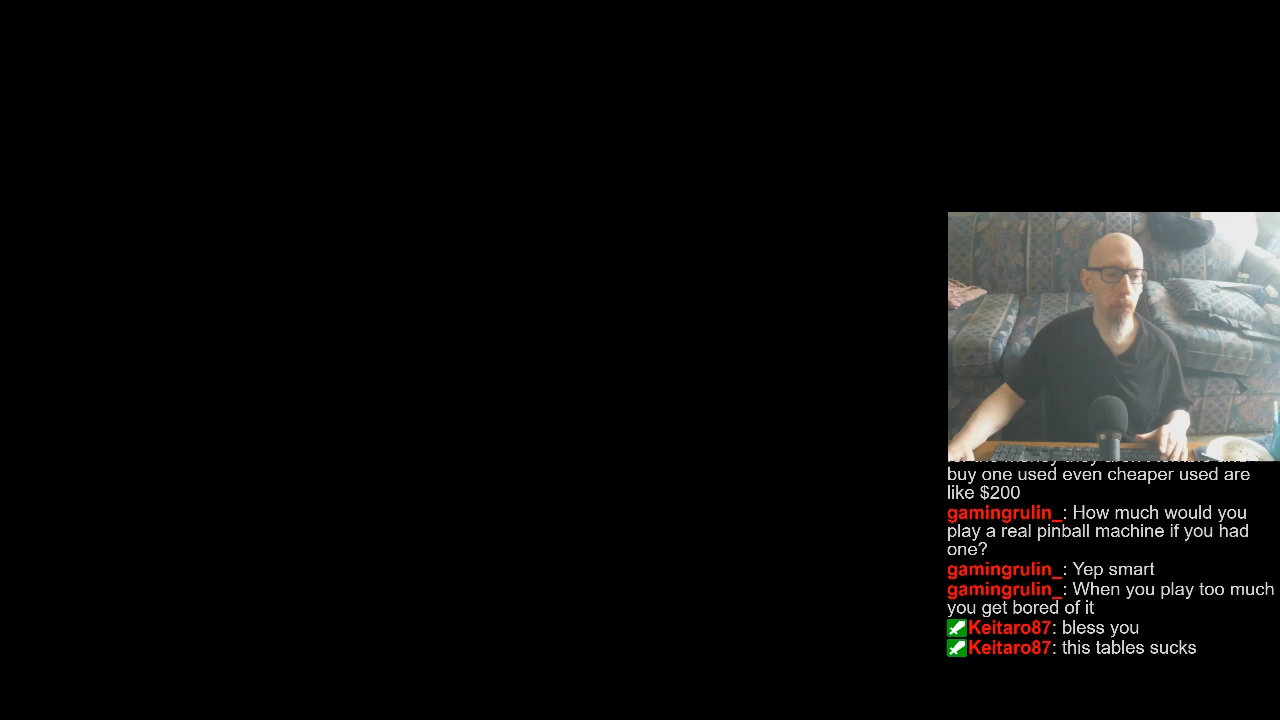 buy one used even cheaper used are
like $200
gamingrulin_: How much would you
play a real pinball machine if you had
one?
gamingrulin_: Yep smart
gamingrulin_: When you play too much
you get bored of it
Keitaro87: bless you
Keitaro87: this tables sucks